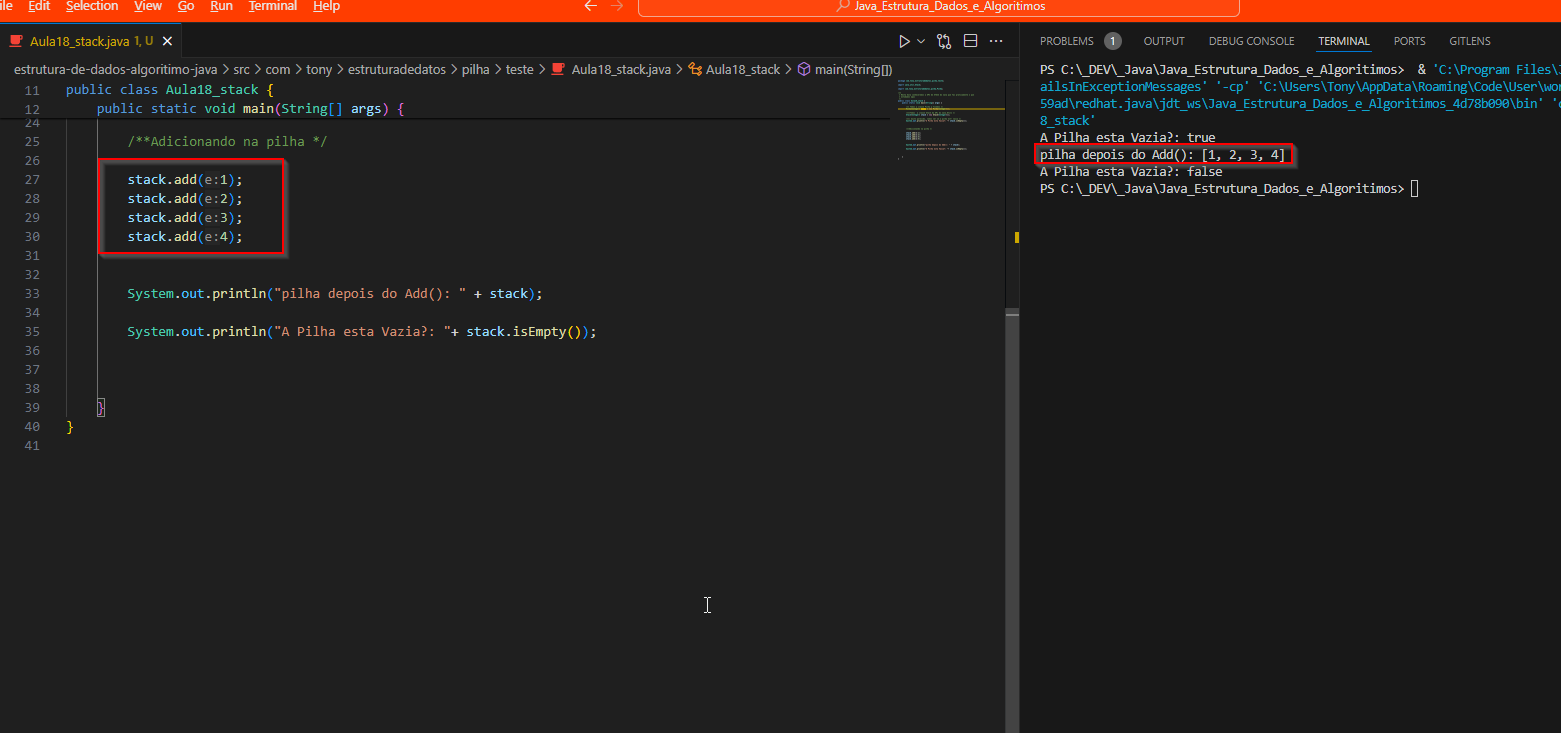 ile Edit Selection View Go Run Terminal Help
Java_Estrutura_Dados_e_Algoritimos
Aula18_stack.java 1, U
estrutura-de-dados-algoritimo-java > src > com > tony > estruturadedatos > pilha > teste > Aula18_stack.java > Aula18_stack > main(String[])
11 public class Aula18_stack {
12 public static void main(String[] args) {
24
25 /**Adicionando na pilha */
26
27 stack.add(e:1);
28 stack.add(e:2);
29 stack.add(e:3);
30 stack.add(e:4);
31
32
33 System.out.println("pilha depois do Add(): " + stack);
34
35 System.out.println("A Pilha esta Vazia?: "+ stack.isEmpty());
36
37
38
39 }
40 }
41
PROBLEMS 1 OUTPUT DEBUG CONSOLE TERMINAL PORTS GITLENS
PS C:\_DEV\_Java\Java_Estrutura_Dados_e_Algoritimos> & 'C:\Program Files\
ailsInExceptionMessages' '-cp' 'C:\Users\Tony\AppData\Roaming\Code\User\wor
59ad\redhat.java\jdt_ws\Java_Estrutura_Dados_e_Algoritimos_4d78b090\bin' 'c
8_stack'
A Pilha esta Vazia?: true
pilha depois do Add(): [1, 2, 3, 4]
A Pilha esta Vazia?: false
PS C:\_DEV\_Java\Java_Estrutura_Dados_e_Algoritimos>